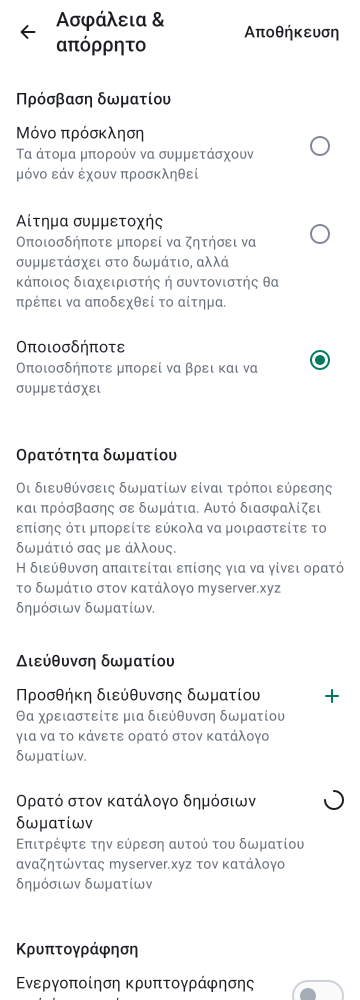 Ασφάλεια &
απόρρητο
Αποθήκευση
Πρόσβαση δωματίου
Μόνο πρόσκληση
Τα άτομα μπορούν να συμμετάσχουν
μόνο εάν έχουν προσκληθεί
Αίτημα συμμετοχής
Οποιοσδήποτε μπορεί να ζητήσει να
συμμετάσχει στο δωμάτιο, αλλά
κάποιος διαχειριστής ή συντονιστής θα
πρέπει να αποδεχθεί το αίτημα.
Οποιοσδήποτε
Οποιοσδήποτε μπορεί να βρει και να
συμμετάσχει
Ορατότητα δωματίου
Οι διευθύνσεις δωματίων είναι τρόποι εύρεσης
και πρόσβασης σε δωμάτια. Αυτό διασφαλίζει
επίσης ότι μπορείτε εύκολα να μοιραστείτε το
δωμάτιό σας με άλλους.
Η διεύθυνση απαιτείται επίσης για να γίνει ορατό
το δωμάτιο στον κατάλογο myserver.xyz
δημόσιων δωματίων.
Διεύθυνση δωματίου
Προσθήκη διεύθυνσης δωματίου
Θα χρειαστείτε μια διεύθυνση δωματίου
για να το κάνετε ορατό στον κατάλογο
δωματίων.
Ορατό στον κατάλογο δημόσιων
δωματίων
Επιτρέψτε την εύρεση αυτού του δωματίου
αναζητώντας myserver.xyz τον κατάλογο
δημόσιων δωματίων
Κρυπτογράφηση
Ενεργοποίηση κρυπτογράφησης